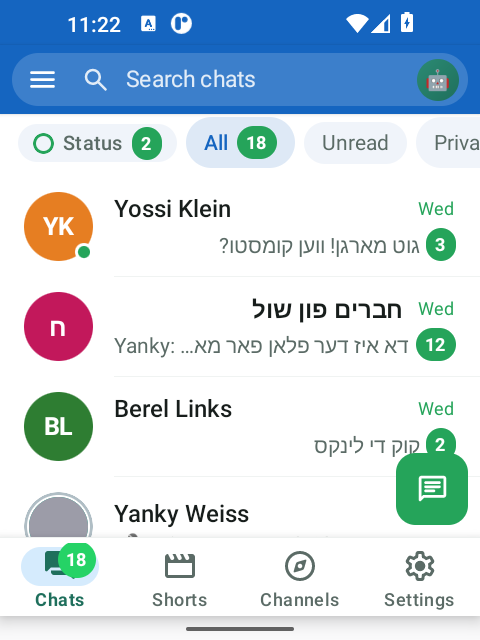 11:22
Search chats
Status 2
All 18
Unread
Priva
YK
Yossi Klein
Wed
גוט מארגן! ווען קומסטו?
3
ח
חברים פון שול
Wed
Yanky: דא איז דער פלאן פאר מא...
12
BL
Berel Links
Wed
קוק די לינקס
2
Yanky Weiss
18
Chats
Shorts
Channels
Settings